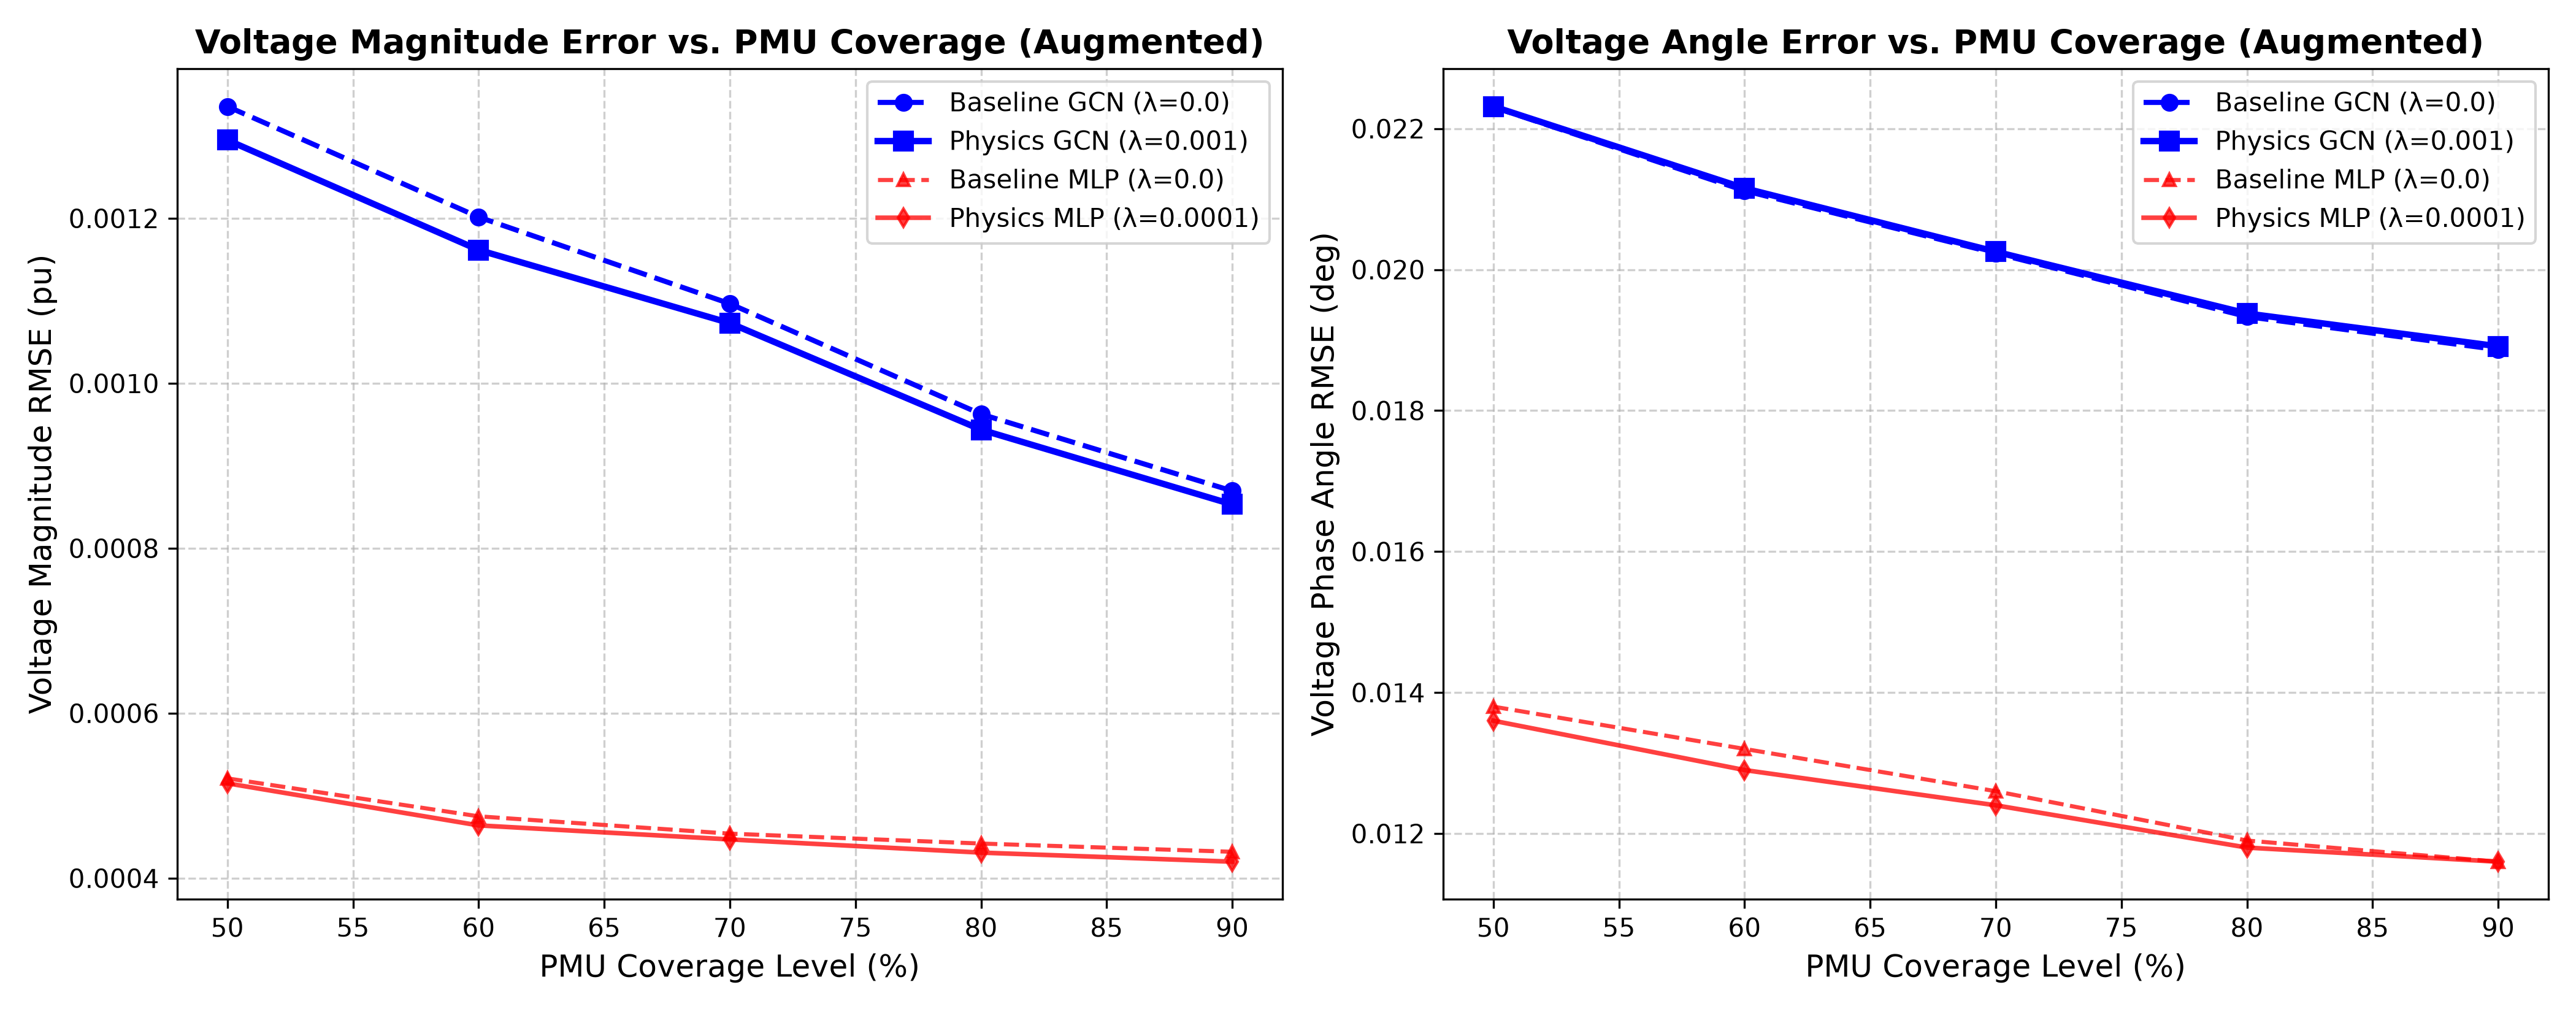 Voltage Magnitude Error vs. PMU Coverage (Augmented)
Voltage Magnitude RMSE (pu)
0.0012
0.0010
0.0008
0.0006
0.0004
Baseline GCN (λ=0.0)
Physics GCN (λ=0.001)
Baseline MLP (λ=0.0)
Physics MLP (λ=0.0001)
50 55 60 65 70 75 80 85 90
PMU Coverage Level (%)
Voltage Angle Error vs. PMU Coverage (Augmented)
Voltage Phase Angle RMSE (deg)
0.022
0.020
0.018
0.016
0.014
0.012
Baseline GCN (λ=0.0)
Physics GCN (λ=0.001)
Baseline MLP (λ=0.0)
Physics MLP (λ=0.0001)
50 55 60 65 70 75 80 85 90
PMU Coverage Level (%)